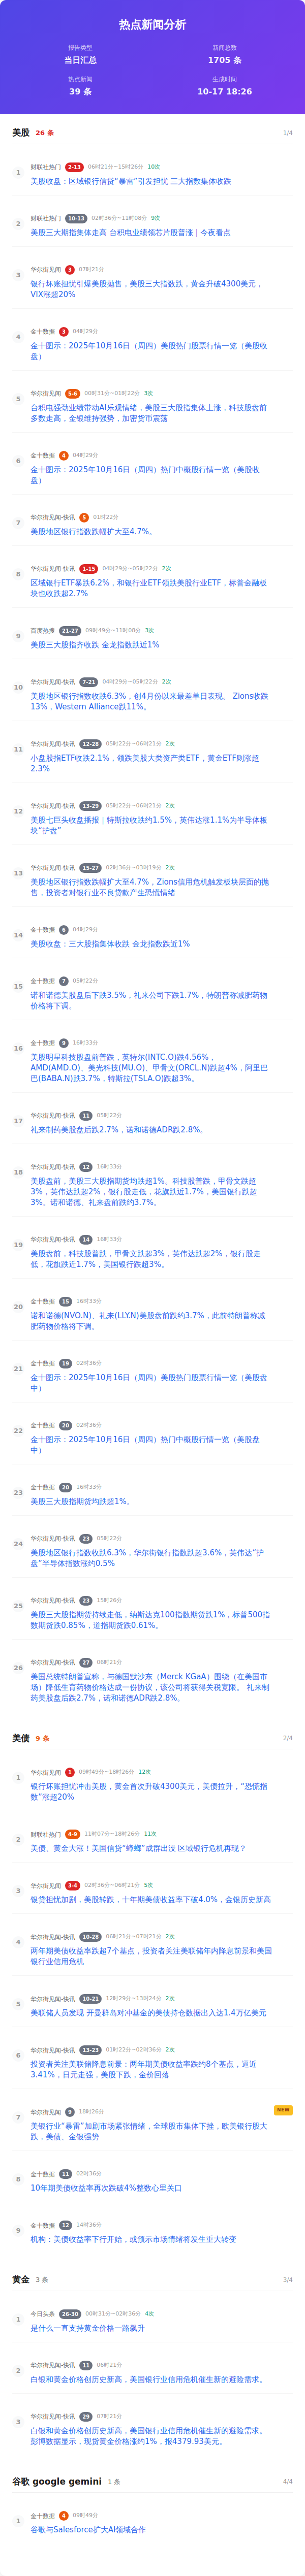 热点新闻分析
报告类型
当日汇总
新闻总数
1705 条
热点新闻
39 条
生成时间
10-17 18:26
美股 26 条 1/4
1 财联社热门 2-13 06时21分~15时26分 10次
美股收盘：区域银行信贷“暴雷”引发担忧 三大指数集体收跌
2 财联社热门 10-13 02时36分~11时08分 9次
美股三大期指集体走高 台积电业绩领芯片股普涨 | 今夜看点
3 华尔街见闻 3 07时21分
银行坏账担忧引爆美股抛售，美股三大指数跌，黄金升破4300美元，
VIX涨超20%
4 金十数据 3 04时29分
金十图示：2025年10月16日（周四）美股热门股票行情一览（美股收
盘）
5 华尔街见闻 5-6 00时31分~01时22分 3次
台积电强劲业绩带动AI乐观情绪，美股三大股指集体上涨，科技股盘前
多数走高，金银维持强势，加密货币震荡
6 金十数据 4 04时29分
金十图示：2025年10月16日（周四）热门中概股行情一览（美股收
盘）
7 华尔街见闻-快讯 5 01时22分
美股地区银行指数跌幅扩大至4.7%。
8 华尔街见闻-快讯 1-15 04时29分~05时22分 2次
区域银行ETF暴跌6.2%，和银行业ETF领跌美股行业ETF，标普金融板
块也收跌超2.7%
9 百度热搜 21-27 09时49分~11时08分 3次
美股三大股指齐收跌 金龙指数跌近1%
10 华尔街见闻-快讯 7-21 04时29分~05时22分 2次
美股地区银行指数收跌6.3%，创4月份以来最差单日表现。 Zions收跌
13%，Western Alliance跌11%。
11 华尔街见闻-快讯 12-28 05时22分~06时21分 2次
小盘股指ETF收跌2.1%，领跌美股大类资产类ETF，黄金ETF则涨超
2.3%
12 华尔街见闻-快讯 13-29 05时22分~06时21分 2次
美股七巨头收盘播报｜特斯拉收跌约1.5%，英伟达涨1.1%为半导体板
块“护盘”
13 华尔街见闻-快讯 15-27 02时36分~03时19分 2次
美股地区银行指数跌幅扩大至4.7%，Zions信用危机触发板块层面的抛
售，投资者对银行业不良贷款产生恐慌情绪
14 金十数据 6 04时29分
美股收盘：三大股指集体收跌 金龙指数跌近1%
15 金十数据 7 05时22分
诺和诺德美股盘后下跌3.5%，礼来公司下跌1.7%，特朗普称减肥药物
价格将下调。
16 金十数据 9 16时33分
美股明星科技股盘前普跌，英特尔(INTC.O)跌4.56%，
AMD(AMD.O)、美光科技(MU.O)、甲骨文(ORCL.N)跌超4%，阿里巴
巴(BABA.N)跌3.7%，特斯拉(TSLA.O)跌超3%。
17 华尔街见闻-快讯 11 05时22分
礼来制药美股盘后跌2.7%，诺和诺德ADR跌2.8%。
18 华尔街见闻-快讯 12 16时33分
美股盘前，美股三大股指期货均跌超1%。科技股普跌，甲骨文跌超
3%，英伟达跌超2%，银行股走低，花旗跌近1.7%，美国银行跌超
3%。诺和诺德、礼来盘前跌约3.7%。
19 华尔街见闻-快讯 14 16时33分
美股盘前，科技股普跌，甲骨文跌超3%，英伟达跌超2%，银行股走
低，花旗跌近1.7%，美国银行跌超3%。
20 金十数据 15 16时33分
诺和诺德(NVO.N)、礼来(LLY.N)美股盘前跌约3.7%，此前特朗普称减
肥药物价格将下调。
21 金十数据 19 02时36分
金十图示：2025年10月16日（周四）美股热门股票行情一览（美股盘
中）
22 金十数据 20 02时36分
金十图示：2025年10月16日（周四）热门中概股行情一览（美股盘
中）
23 金十数据 20 16时33分
美股三大股指期货均跌超1%。
24 华尔街见闻-快讯 23 05时22分
美股地区银行指数收跌6.3%，华尔街银行指数跌超3.6%，英伟达“护
盘”半导体指数涨约0.5%
25 华尔街见闻-快讯 23 15时26分
美股三大股指期货持续走低，纳斯达克100指数期货跌1%，标普500指
数期货跌0.85%，道指期货跌0.61%。
26 华尔街见闻-快讯 27 06时21分
美国总统特朗普宣称，与德国默沙东（Merck KGaA）围绕（在美国市
场）降低生育药物价格达成一份协议，该公司将获得关税宽限。 礼来制
药美股盘后跌2.7%，诺和诺德ADR跌2.8%。
美债 9 条 2/4
1 华尔街见闻 1 09时49分~18时26分 12次
银行坏账担忧冲击美股，黄金首次升破4300美元，美债拉升，“恐慌指
数”涨超20%
2 财联社热门 4-9 11时07分~18时26分 11次
美债、黄金大涨！美国信贷“蟑螂”成群出没 区域银行危机再现？
3 华尔街见闻 3-4 02时36分~06时21分 5次
银贷担忧加剧，美股转跌，十年期美债收益率下破4.0%，金银历史新高
4 华尔街见闻-快讯 10-28 06时21分~07时21分 2次
两年期美债收益率跌超7个基点，投资者关注美联储年内降息前景和美国
银行业信用危机
5 华尔街见闻-快讯 10-21 12时29分~13时24分 2次
美联储人员发现 开曼群岛对冲基金的美债持仓数据出入达1.4万亿美元
6 华尔街见闻-快讯 13-23 01时22分~02时36分 2次
投资者关注美联储降息前景：两年期美债收益率跌约8个基点，逼近
3.41%，日元走强，美股下跌，金价回落
7 华尔街见闻 9 18时26分 NEW
美银行业“暴雷”加剧市场紧张情绪，全球股市集体下挫，欧美银行股大
跌，美债、金银强势
8 金十数据 11 02时36分
10年期美债收益率再次跌破4%整数心里关口
9 金十数据 12 14时36分
机构：美债收益率下行开始，或预示市场情绪将发生重大转变
黄金 3 条 3/4
1 今日头条 26-30 00时31分~02时36分 4次
是什么一直支持黄金价格一路飙升
2 华尔街见闻-快讯 11 06时21分
白银和黄金价格创历史新高，美国银行业信用危机催生新的避险需求。
3 华尔街见闻-快讯 29 07时21分
白银和黄金价格创历史新高，美国银行业信用危机催生新的避险需求。
彭博数据显示，现货黄金价格涨约1%，报4379.93美元。
谷歌 google gemini 1 条 4/4
1 金十数据 4 09时49分
谷歌与Salesforce扩大AI领域合作